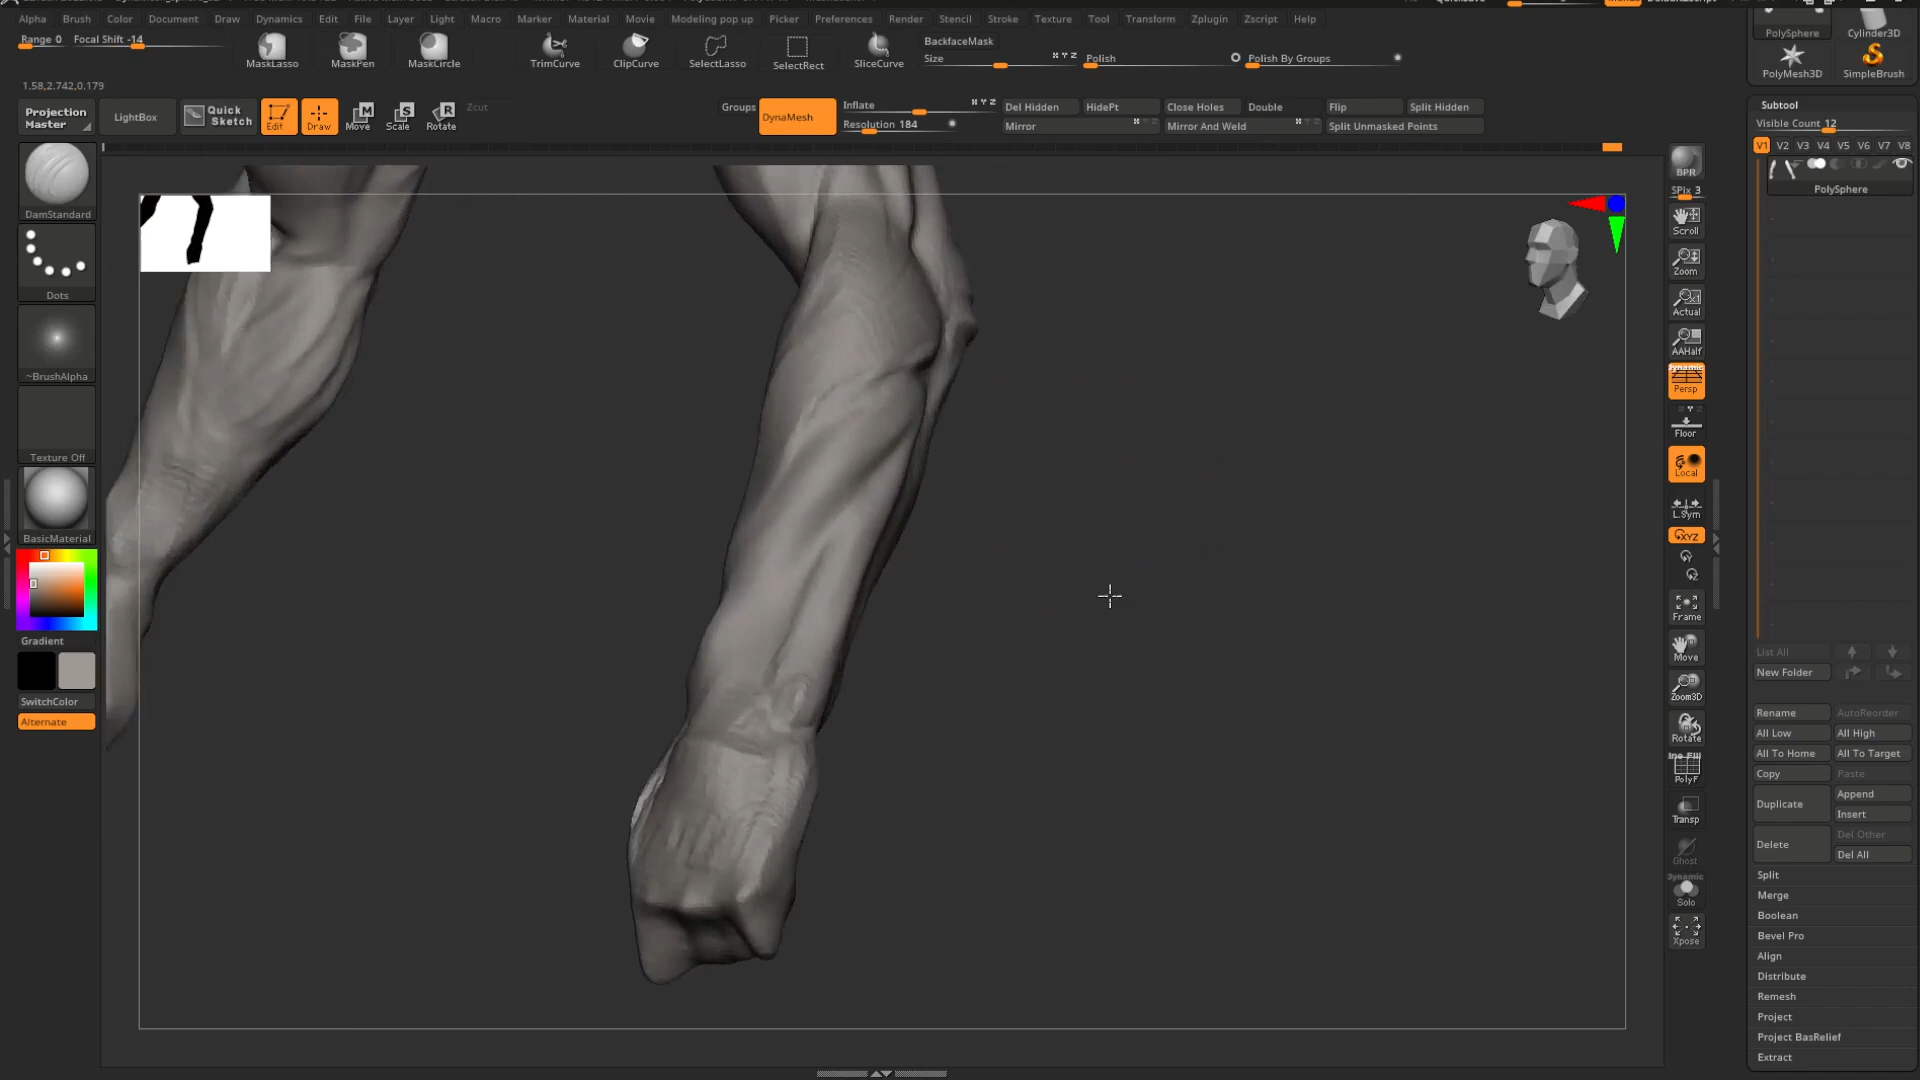 Alpha Brush Color Document Draw Dynamics Edit File Layer Light Macro Marker Material Movie Modeling pop up Picker Preferences Render Stencil Stroke Texture Tool Transform Zplugin Zscript Help
Range 0 Focal Shift -14
MaskLasso MaskPen MaskCircle TrimCurve ClipCurve SelectLasso SelectRect SliceCurve
BackfaceMask
Size Polish Polish By Groups
PolySphere Cylinder3D
PolyMesh3D SimpleBrush
1.58,2.742,0.179
Projection
Master
LightBox
Quick
Sketch
Edit Draw Move Scale Rotate
Zcut
Groups
DynaMesh
Inflate
Resolution 184
Del Hidden HidePt Close Holes Double Flip Split Hidden
Mirror Mirror And Weld Split Unmasked Points
DamStandard
Dots
~BrushAlpha
Texture Off
BasicMaterial
Gradient
SwitchColor
Alternate
BPR
SPix 3
Scroll
Zoom
Actual
AAHalf
Dynamic
Persp
Floor
Local
L.Sym
XYZ
Y
Z
Frame
Move
Zoom3D
Rotate
Line Fill
PolyF
Transp
Ghost
Dynamic
Solo
Xpose
Subtool
Visible Count 12
V1 V2 V3 V4 V5 V6 V7 V8
PolySphere
List All
New Folder
Rename AutoReorder
All Low All High
All To Home All To Target
Copy Paste
Duplicate Append
Insert
Delete Del Other
Del All
Split
Merge
Boolean
Bevel Pro
Align
Distribute
Remesh
Project
Project BasRelief
Extract